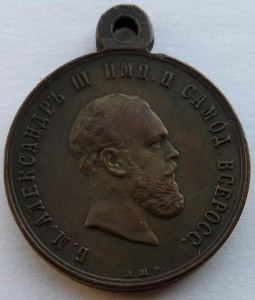 Б. М. АЛЕКСАНДРЪ III ИМП. И САМОД. ВСЕРОСС.